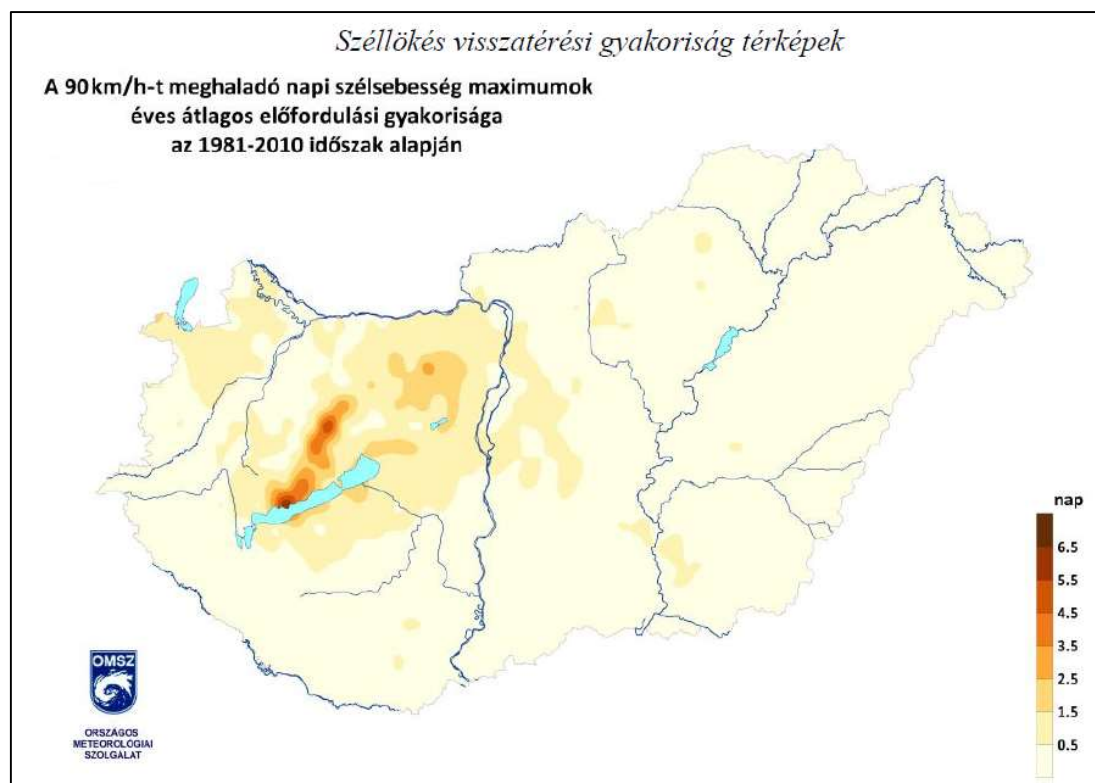 Széllökés visszatérési gyakoriság térképek
A 90km/h-t meghaladó napi szélsebesség maximumok
éves átlagos előfordulási gyakorisága
az 1981-2010 időszak alapján
nap
6.5
5.5
4.5
3.5
2.5
1.5
0.5
OMSZ
ORSZÁGOS
METEOROLÓGIAI
SZOLGÁLAT